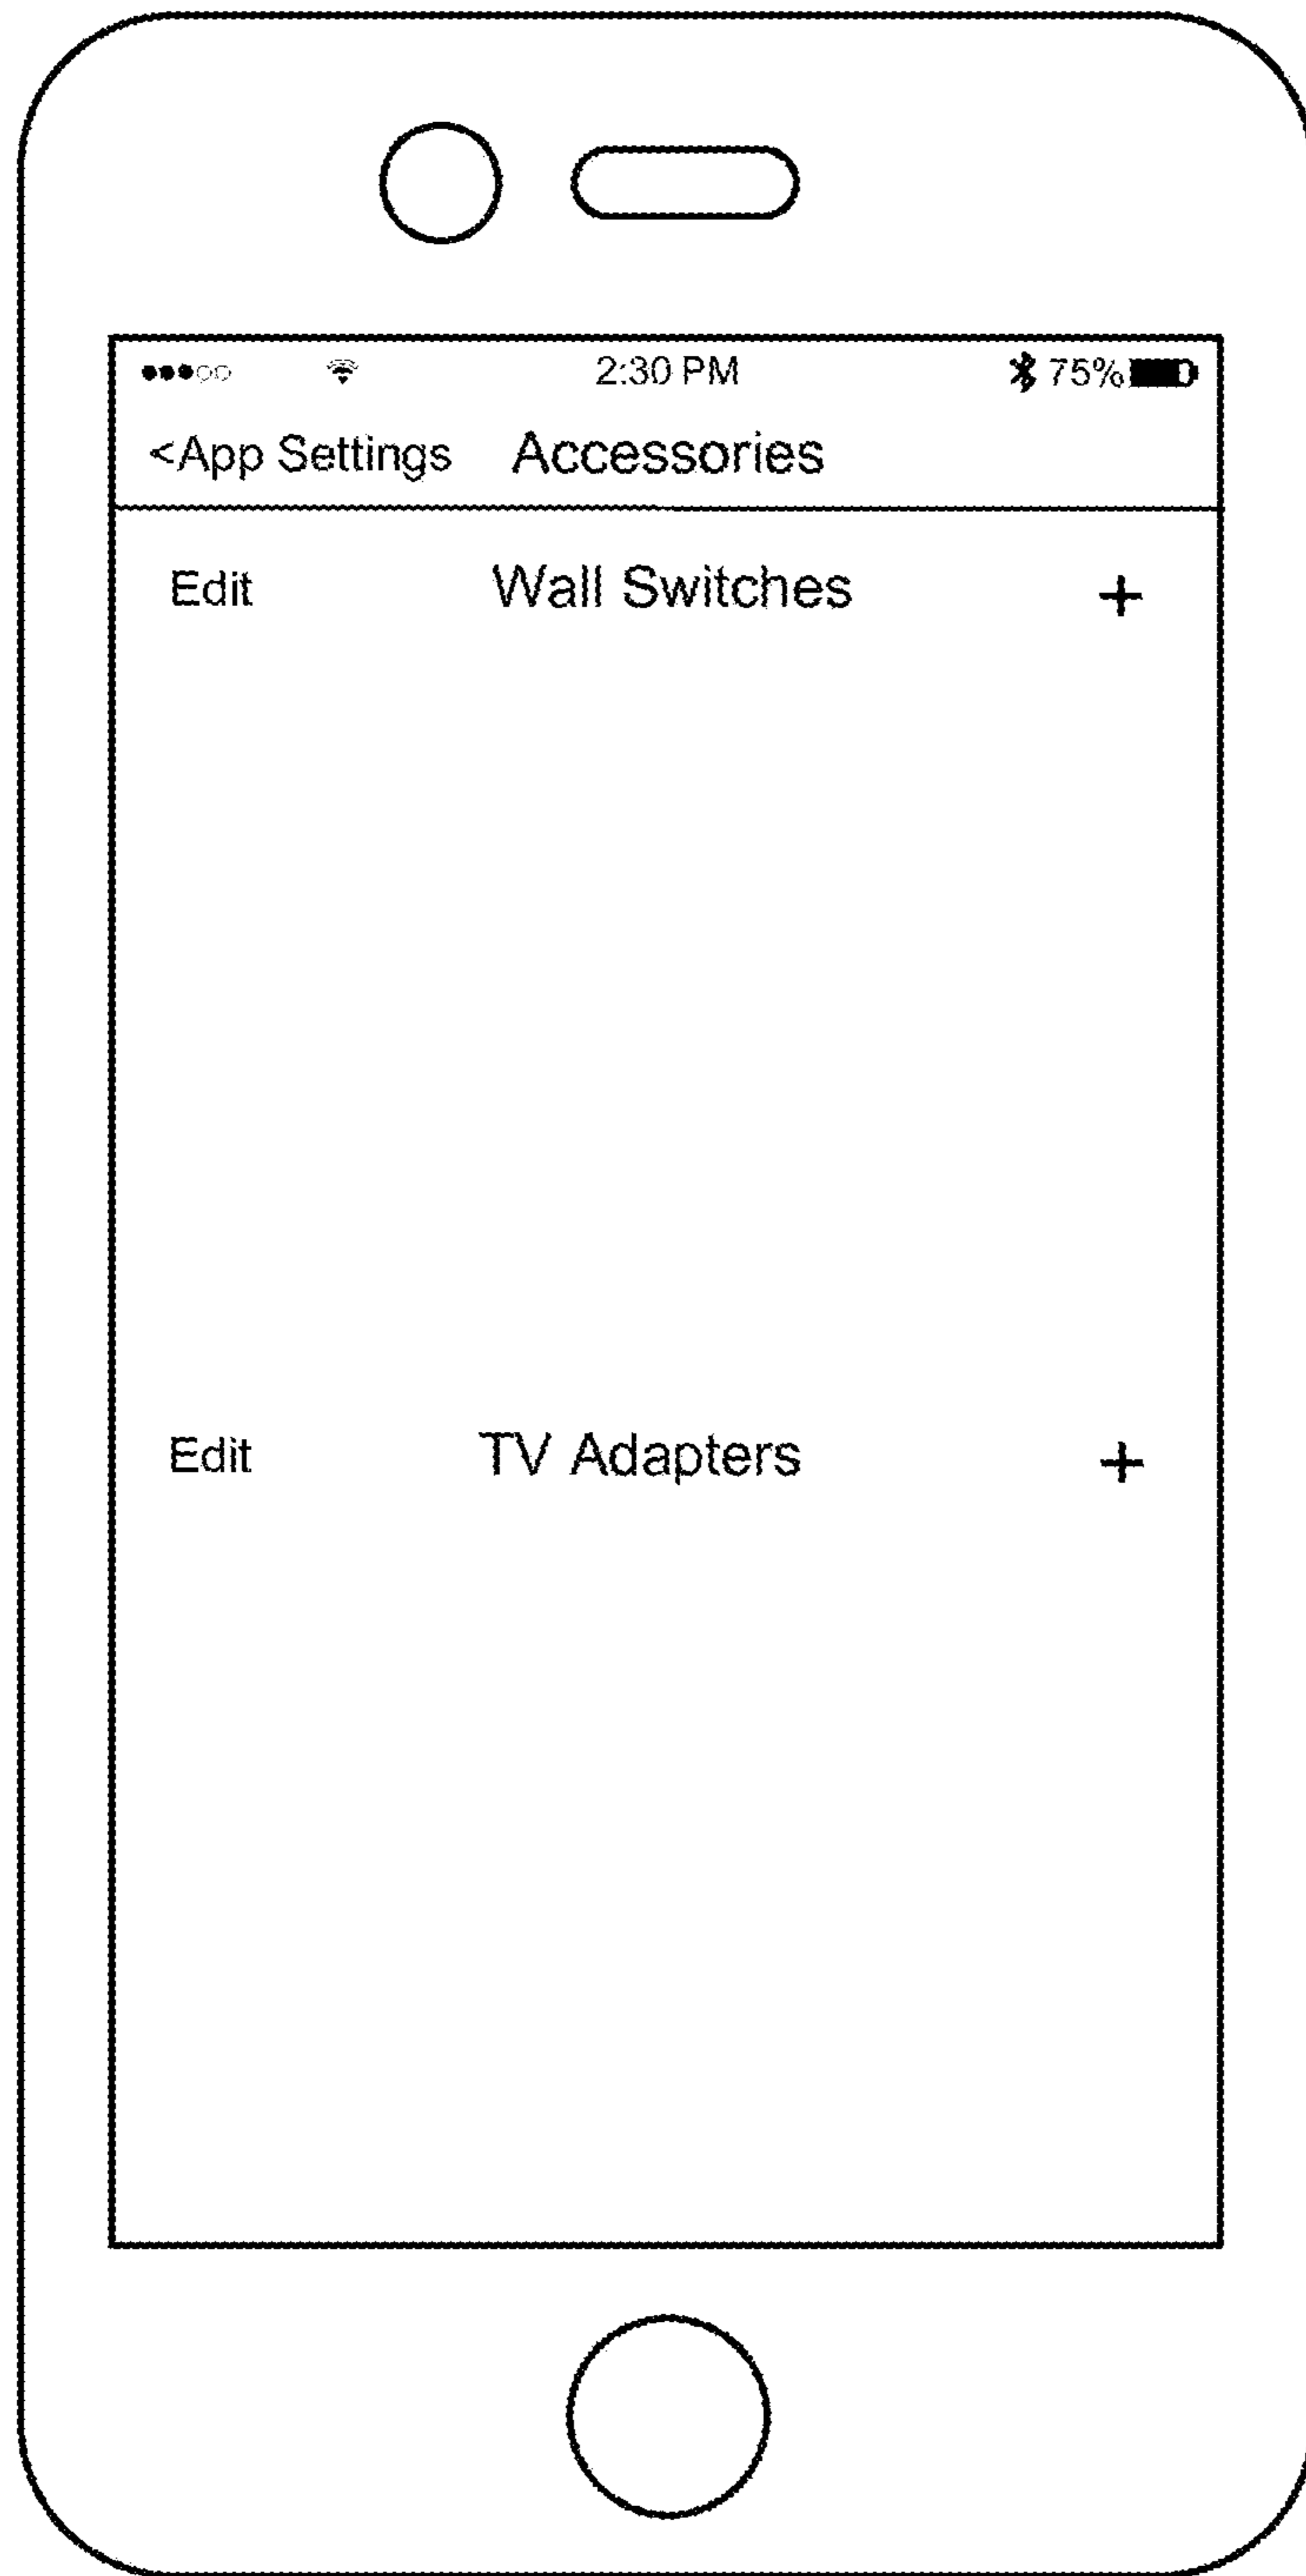 2:30 PM 75%
<App Settings Accessories
Edit Wall Switches +
Edit TV Adapters +